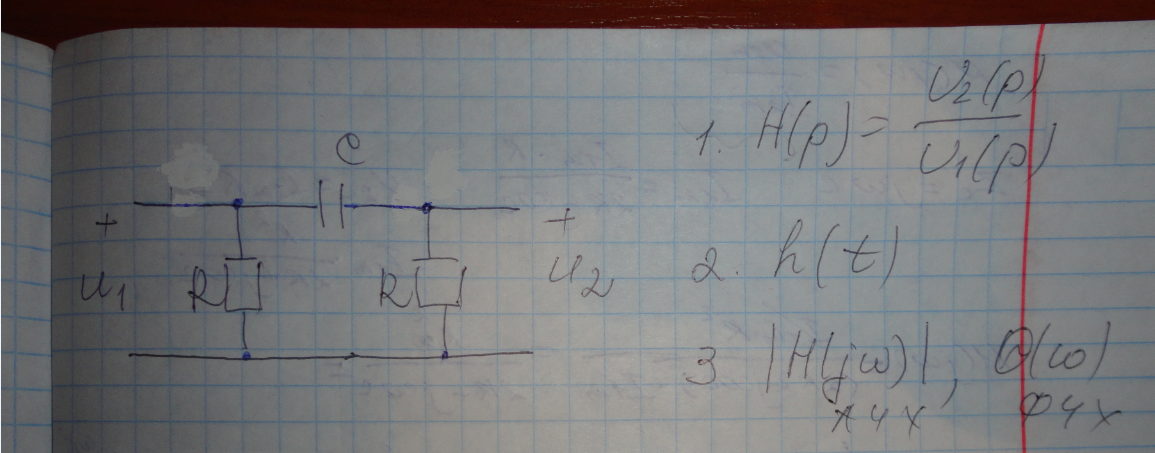 C
+ +
u1 R R u2
1. H(p) = U2(p) / U1(p)
2. h(t)
3 |H(jω)|, Θ(ω)
АЧХ ФЧХ